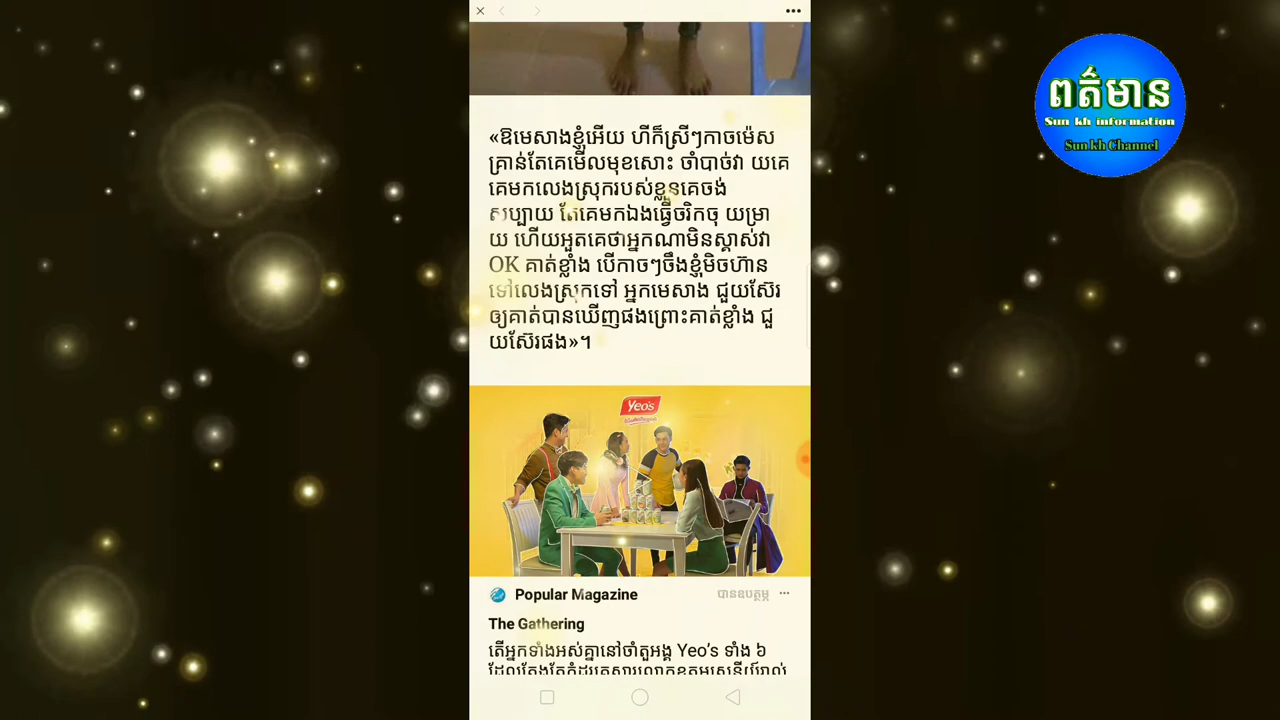 ពត៌មាន
Sun kh information
Sun kh Channel
«ឱមេសាងខ្ញុំអើយ ហីក៏ស្រីៗកាចម៉េស
គ្រាន់តែគេមើលមុខសោះ ចាំបាច់វា យគេ
គេមកលេងស្រុករបស់ខ្លួនគេចង់
សប្បាយ តែគេមកឯងធ្វើចរិកចុ យម្រា
យ ហើយអួតគេថាអ្នកណាមិនស្គាស់វា
OK គាត់ខ្លាំង បើកាចៗចឹងខ្ញុំមិចហ៊ាន
ទៅលេងស្រុកទៅ អ្នកមេសាង ជួយស៊ែរ
ឲ្យគាត់បានឃើញផងព្រោះគាត់ខ្លាំង ជួ
យស៊ែរផង»។
Yeo's
Popular Magazine បានឧបត្ថម្ភ
The Gathering
តើអ្នកទាំងអស់គ្នានៅចាំតួអង្គ Yeo's ទាំង ៦